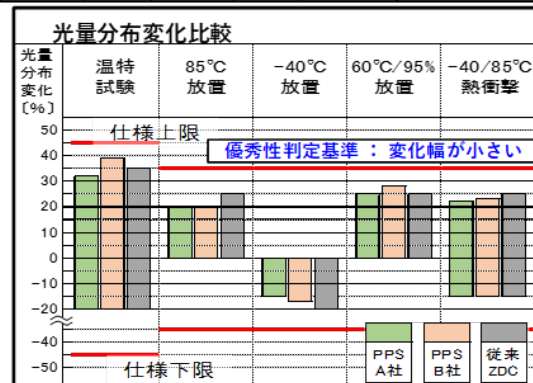 光量分布変化比較
光量
分布
変化
〔%〕
温特
試験
85℃
放置
−40℃
放置
60℃/95%
放置
−40/85℃
熱衝撃
50
40
30
20
10
0
−10
−20
−40
−50
仕様上限
優秀性判定基準 : 変化幅が小さい
仕様下限
PPS
A社
PPS
B社
従来
ZDC